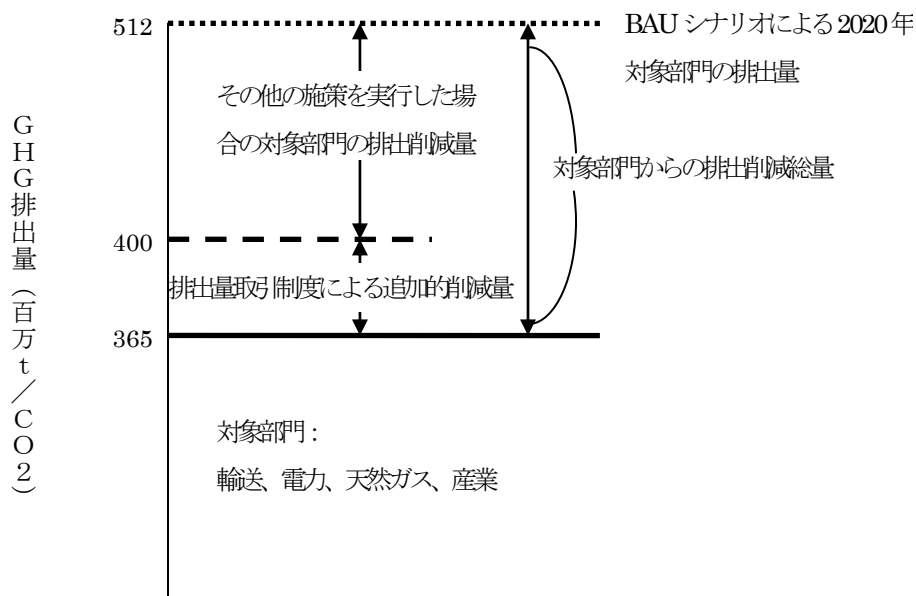 512
BAUシナリオによる2020年
対象部門の排出量
その他の施策を実行した場
合の対象部門の排出削減量
対象部門からの排出削減総量
GHG排出量(百万t/CO2)
400
排出量取引制度による追加的削減量
365
対象部門:
輸送、電力、天然ガス、産業